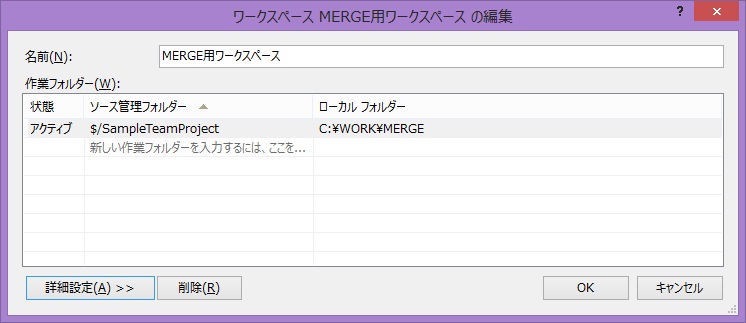 ワークスペース MERGE用ワークスペース の編集
?
名前(N):
MERGE用ワークスペース
作業フォルダー(W):
状態 ソース管理フォルダー ローカル フォルダー
アクティブ $/SampleTeamProject C:¥WORK¥MERGE
新しい作業フォルダーを入力するには、ここを...
詳細設定(A) >> 削除(R) OK キャンセル